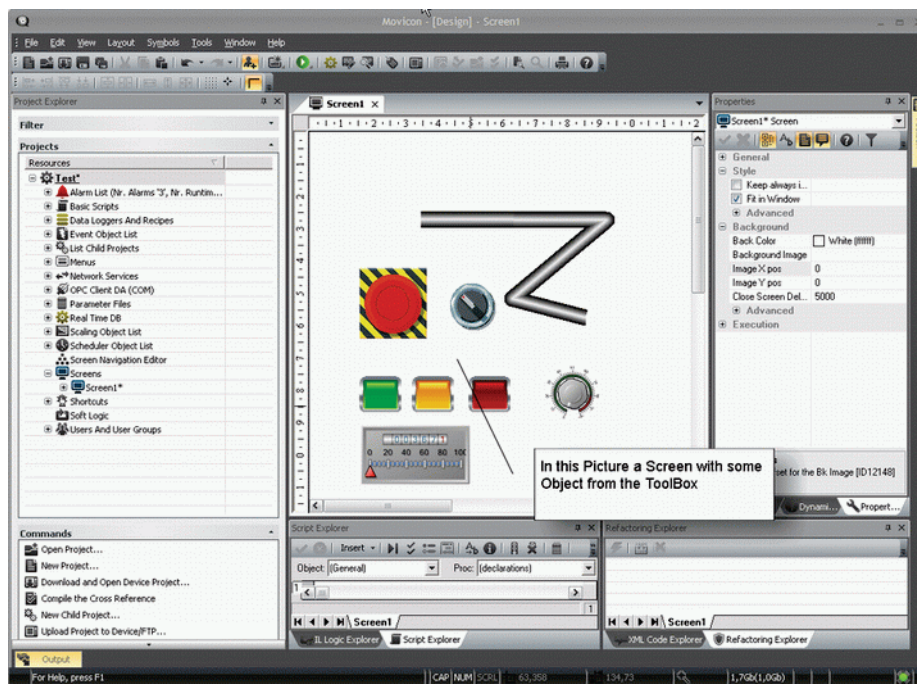 Movicon - [Design] - Screen1
File Edit View Layout Symbols Tools Window Help
Project Explorer
Filter
Projects
Resources
Test*
Alarm List (Nr. Alarms '3', Nr. Runtim...
Basic Scripts
Data Loggers And Recipes
Event Object List
List Child Projects
Menus
Network Services
OPC Client DA (COM)
Parameter Files
Real Time DB
Scaling Object List
Scheduler Object List
Screen Navigation Editor
Screens
Screen1*
Shortcuts
Soft Logic
Users And User Groups
Commands
Open Project...
New Project...
Download and Open Device Project...
Compile the Cross Reference
New Child Project...
Upload Project to Device/FTP...
Output
Screen1
0 20 40 60 80 100
In this Picture a Screen with some
Object from the ToolBox
Properties
Screen1* Screen
General
Style
Keep always i...
Fit in Window
Advanced
Background
Back Color White (ffffff)
Background Image
Image X pos 0
Image Y pos 0
Close Screen Del... 5000
Advanced
Execution
set for the Bk Image [ID12148]
Dynami... Propert...
Script Explorer
Insert
Object: (General) Proc: (declarations)
1
1
Screen1
IL Logic Explorer Script Explorer
Refactoring Explorer
Screen1
XML Code Explorer Refactoring Explorer
For Help, press F1 CAP NUM SCRL 63,358 134,73 1,7Gb(1,0Gb)